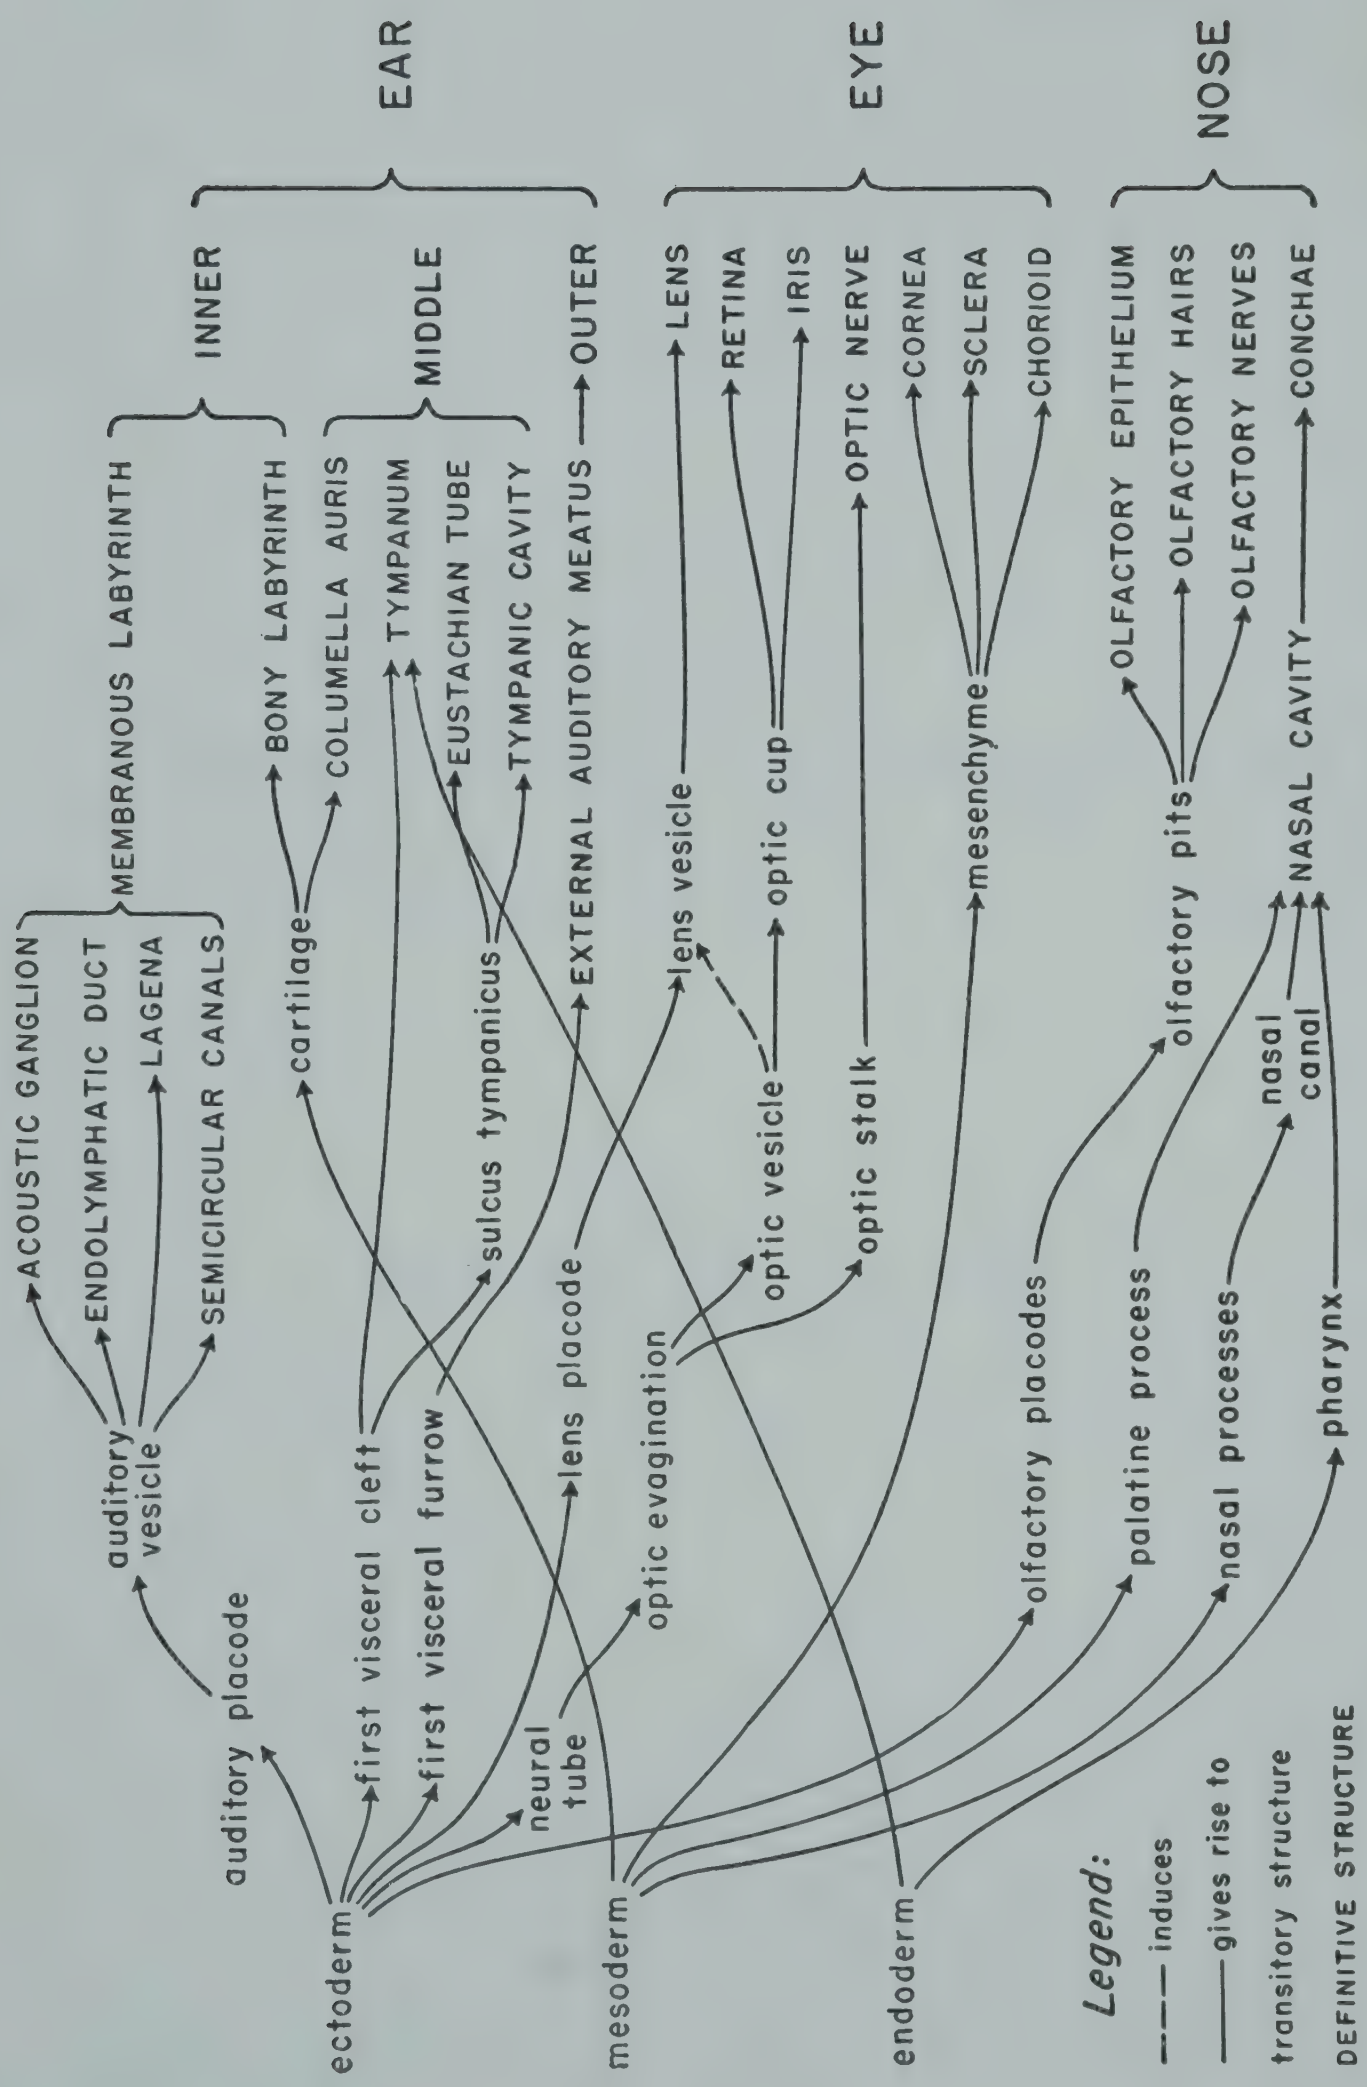 ectoderm
mesoderm
endoderm
auditory placode
auditory
vesicle
first visceral cleft
first visceral furrow
neural
tube
lens placode
optic evagination
olfactory placodes
palatine process
nasal processes
pharynx
ACOUSTIC GANGLION
ENDOLYMPHATIC DUCT
LAGENA
SEMICIRCULAR CANALS
cartilage
sulcus tympanicus
EXTERNAL AUDITORY MEATUS
lens vesicle
optic vesicle
optic cup
optic stalk
mesenchyme
olfactory pits
nasal
canal
NASAL CAVITY
MEMBRANOUS LABYRINTH
BONY LABYRINTH
COLUMELLA AURIS
TYMPANUM
EUSTACHIAN TUBE
TYMPANIC CAVITY
INNER
MIDDLE
OUTER
LENS
RETINA
IRIS
OPTIC NERVE
CORNEA
SCLERA
CHORIOID
OLFACTORY EPITHELIUM
OLFACTORY HAIRS
OLFACTORY NERVES
CONCHAE
EAR
EYE
NOSE
Legend:
induces
gives rise to
transitory structure
DEFINITIVE STRUCTURE